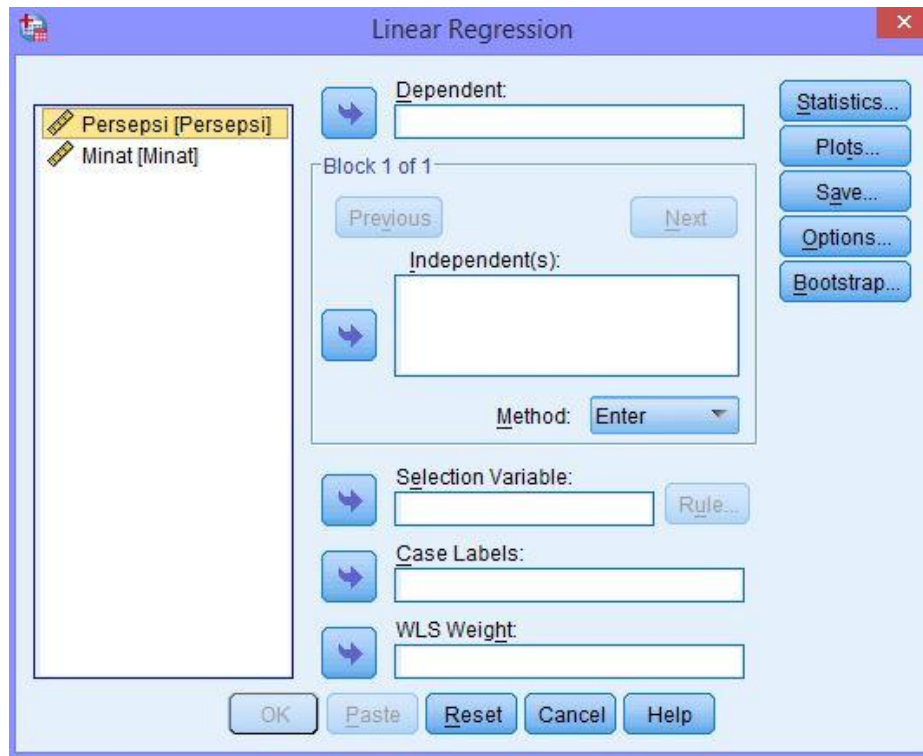 Linear Regression
Persepsi [Persepsi]
Minat [Minat]
Dependent:
Block 1 of 1
Previous
Next
Independent(s):
Method:
Enter
Selection Variable:
Rule...
Case Labels:
WLS Weight:
Statistics...
Plots...
Save...
Options...
Bootstrap...
OK
Paste
Reset
Cancel
Help